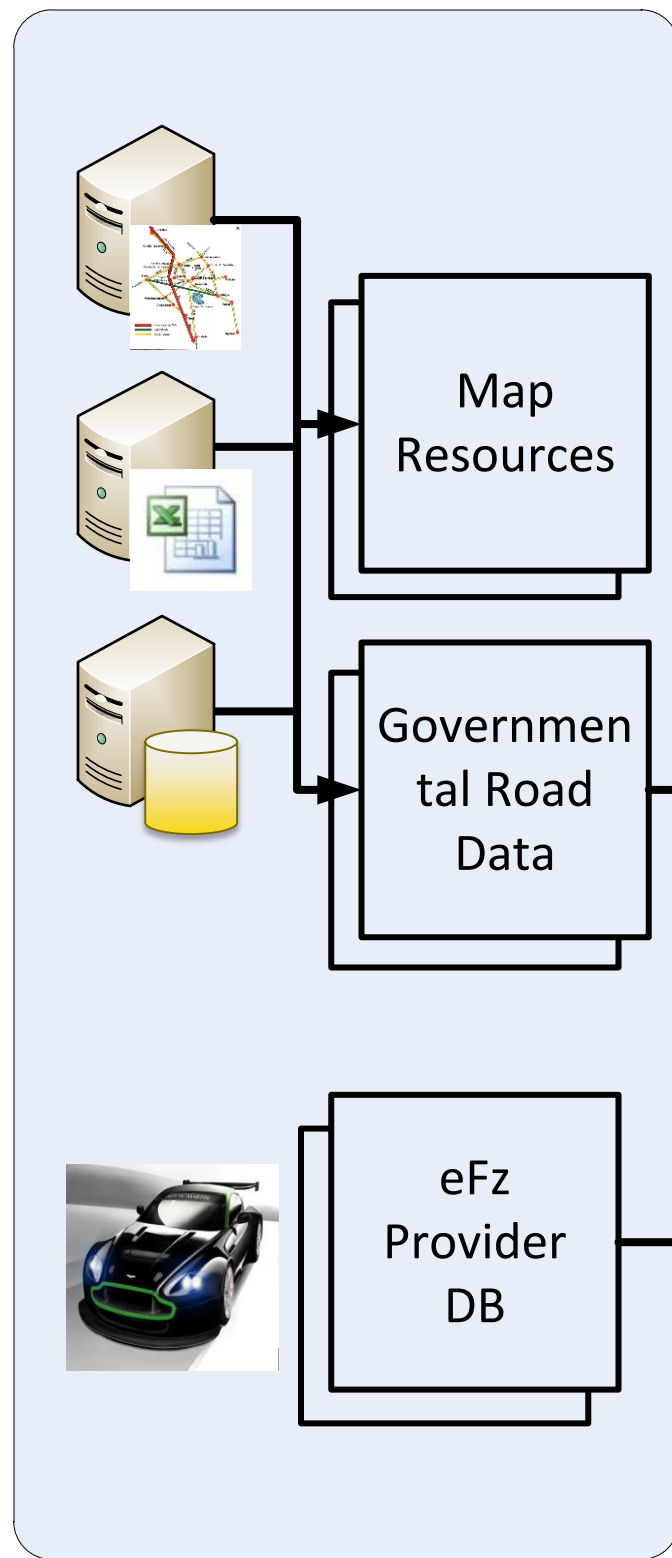 Map
Resources
Governmen
tal Road
Data
eFz
Provider
DB